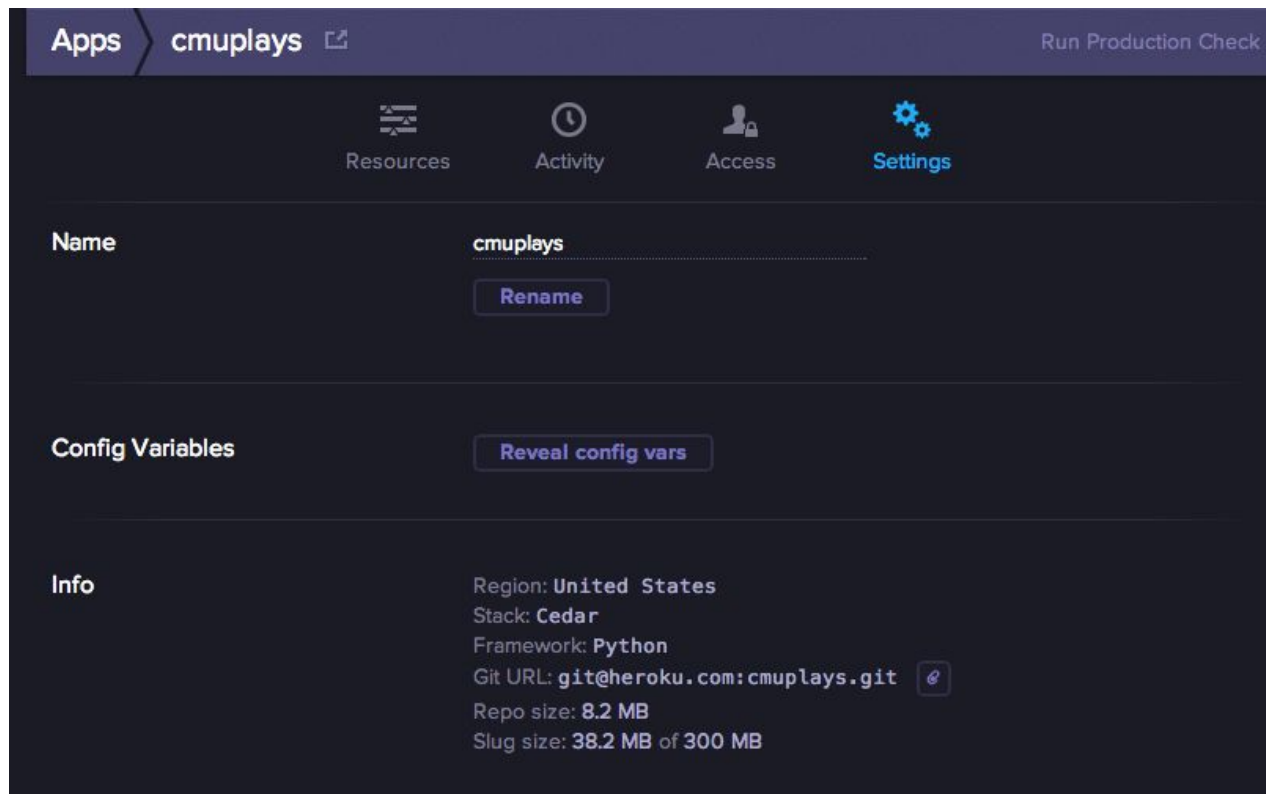 Apps cmuplays Run Production Check
Resources Activity Access Settings
Name cmuplays
Rename
Config Variables Reveal config vars
Info Region: United States
Stack: Cedar
Framework: Python
Git URL: git@heroku.com:cmuplays.git
Repo size: 8.2 MB
Slug size: 38.2 MB of 300 MB